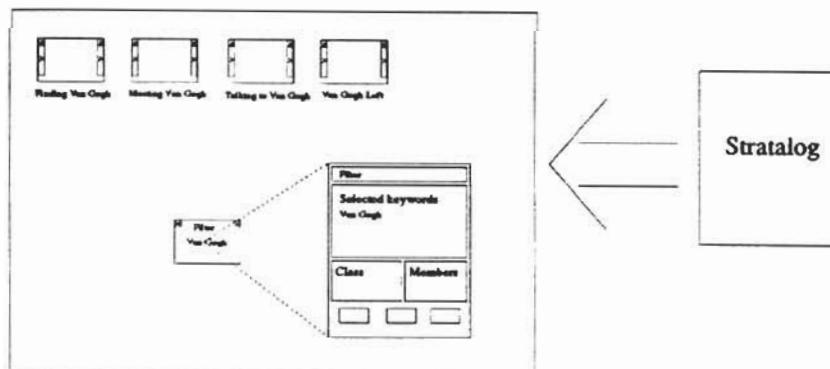 Finding Van Gogh
Meeting Van Gogh
Talking to Van Gogh
Van Gogh Left
Filter
Van Gogh
Filter
Selected keywords
Van Gogh
Class
Members
Stratalog